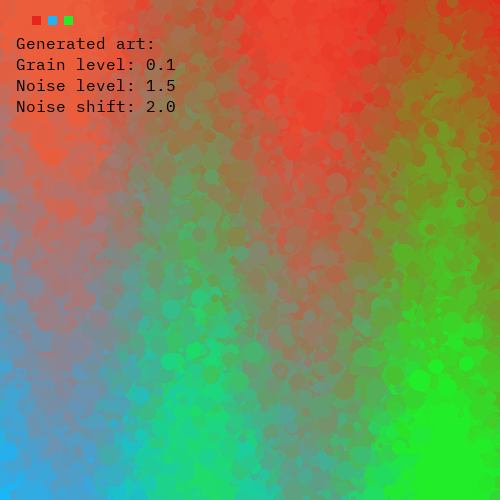 Generated art:
Grain level: 0.1
Noise level: 1.5
Noise shift: 2.0